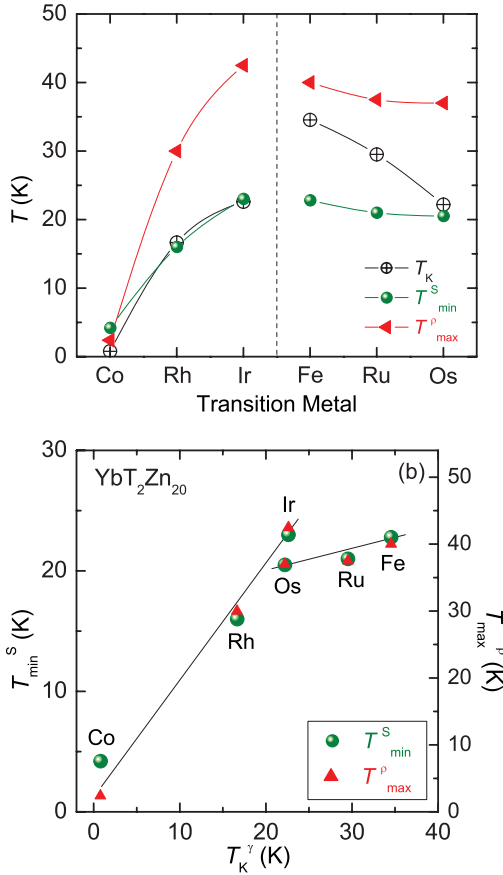 50
40
30
20
10
0
T (K)
T_K
T^S_min
T^ρ_max
Co Rh Ir Fe Ru Os
Transition Metal
30
20
10
0
T_min^S (K)
YbT₂Zn₂₀
(b)
50
40
30
20
10
0
T_max^ρ (K)
Ir
Os
Ru
Fe
Rh
Co
T^S_min
T^ρ_max
0 10 20 30 40
T_K^γ (K)